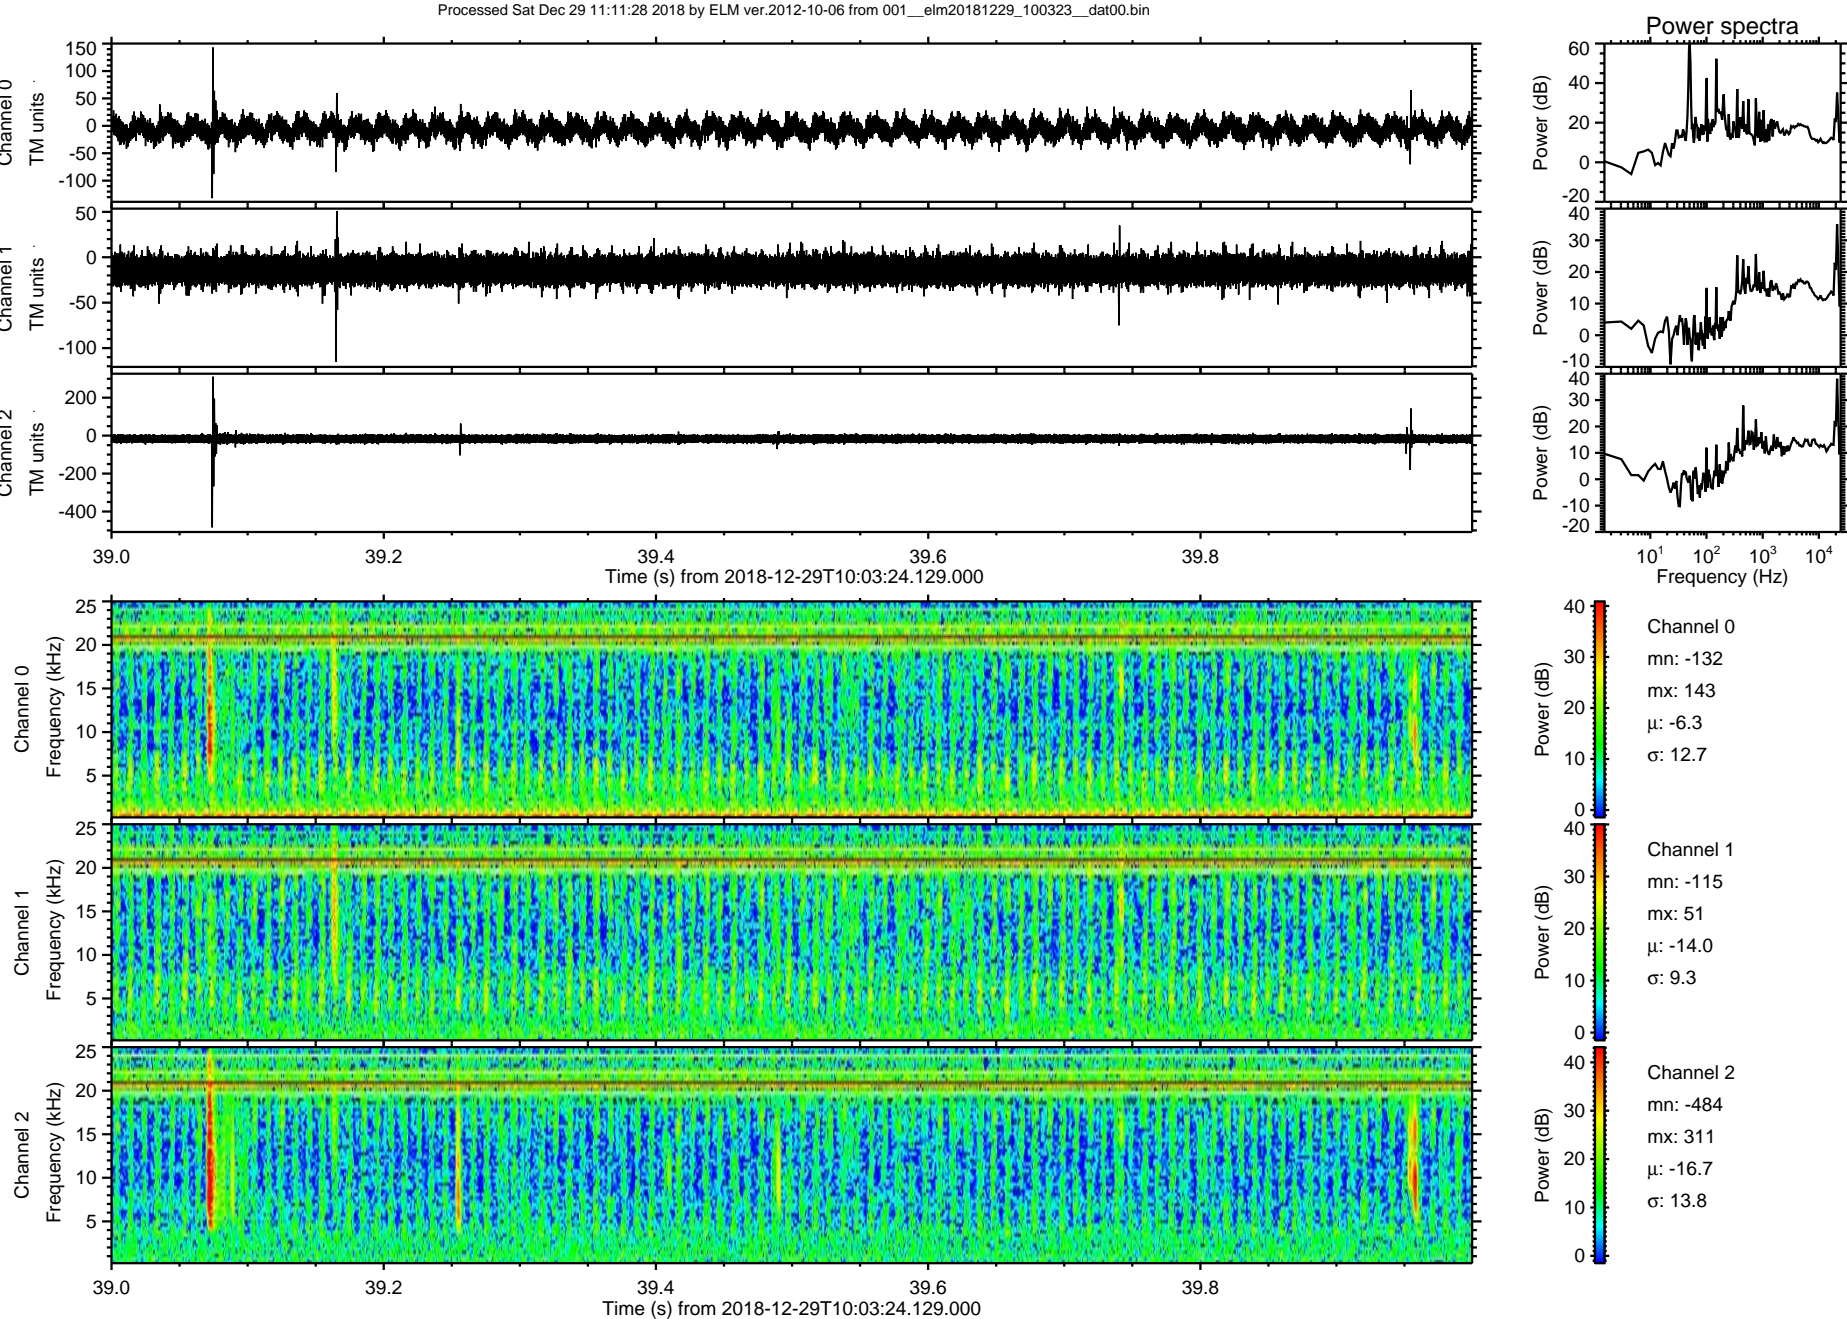 Processed Sat Dec 29 11:11:28 2018 by ELM ver.2012-10-06 from 001__elm20181229_100323__dat00.bin
Power spectra
Channel 0
TM units
150
100
50
0
-50
-100
Power (dB)
60
40
20
0
-20
Channel 1
TM units
50
0
-50
-100
Power (dB)
40
30
20
10
0
-10
Channel 2
TM units
200
0
-200
-400
Power (dB)
40
30
20
10
0
-10
-20
39.0 39.2 39.4 39.6 39.8
Time (s) from 2018-12-29T10:03:24.129.000
10¹ 10² 10³ 10⁴
Frequency (Hz)
Channel 0
Frequency (kHz)
25
20
15
10
5
Power (dB)
40
30
20
10
0
Channel 0
mn: -132
mx: 143
μ: -6.3
σ: 12.7
Channel 1
Frequency (kHz)
25
20
15
10
5
Power (dB)
40
30
20
10
0
Channel 1
mn: -115
mx: 51
μ: -14.0
σ: 9.3
Channel 2
Frequency (kHz)
25
20
15
10
5
Power (dB)
40
30
20
10
0
Channel 2
mn: -484
mx: 311
μ: -16.7
σ: 13.8
39.0 39.2 39.4 39.6 39.8
Time (s) from 2018-12-29T10:03:24.129.000